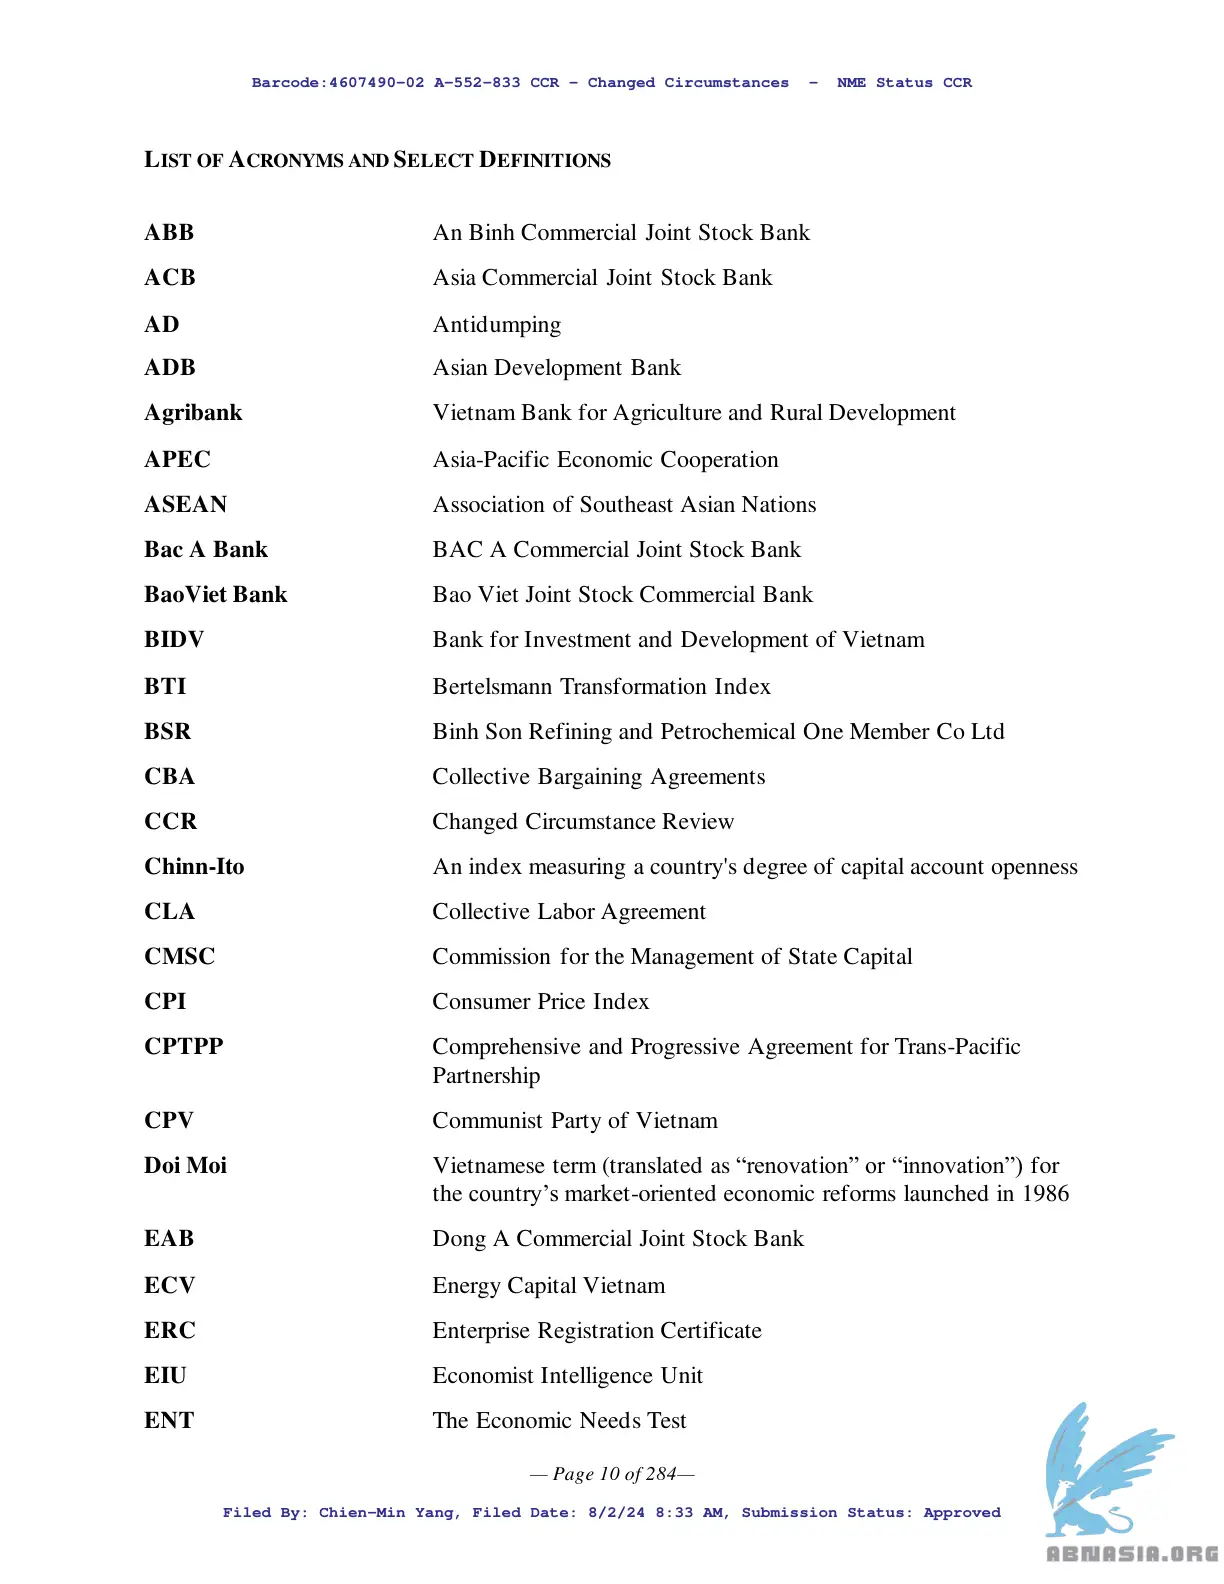 Barcode:4607490-02 A-552-833 CCR - Changed Circumstances - NME Status CCR
LIST OF ACRONYMS AND SELECT DEFINITIONS
ABB An Binh Commercial Joint Stock Bank
ACB Asia Commercial Joint Stock Bank
AD Antidumping
ADB Asian Development Bank
Agribank Vietnam Bank for Agriculture and Rural Development
APEC Asia-Pacific Economic Cooperation
ASEAN Association of Southeast Asian Nations
Bac A Bank BAC A Commercial Joint Stock Bank
BaoViet Bank Bao Viet Joint Stock Commercial Bank
BIDV Bank for Investment and Development of Vietnam
BTI Bertelsmann Transformation Index
BSR Binh Son Refining and Petrochemical One Member Co Ltd
CBA Collective Bargaining Agreements
CCR Changed Circumstance Review
Chinn-Ito An index measuring a country's degree of capital account openness
CLA Collective Labor Agreement
CMSC Commission for the Management of State Capital
CPI Consumer Price Index
CPTPP Comprehensive and Progressive Agreement for Trans-Pacific
Partnership
CPV Communist Party of Vietnam
Doi Moi Vietnamese term (translated as “renovation” or “innovation”) for
the country’s market-oriented economic reforms launched in 1986
EAB Dong A Commercial Joint Stock Bank
ECV Energy Capital Vietnam
ERC Enterprise Registration Certificate
EIU Economist Intelligence Unit
ENT The Economic Needs Test
— Page 10 of 284—
Filed By: Chien-Min Yang, Filed Date: 8/2/24 8:33 AM, Submission Status: Approved
ABNASIA.ORG